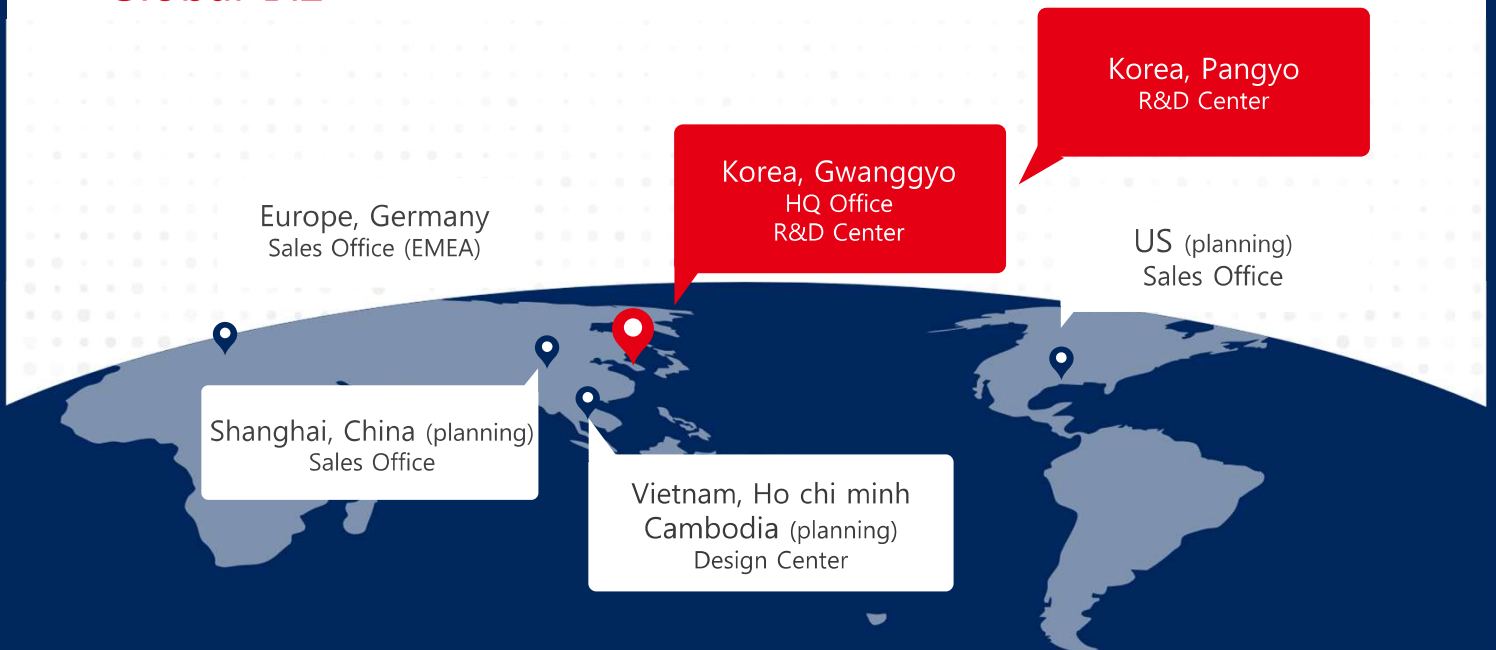 Korea, Pangyo
R&D Center
Korea, Gwanggyo
HQ Office
R&D Center
Europe, Germany
Sales Office (EMEA)
US (planning)
Sales Office
Shanghai, China (planning)
Sales Office
Vietnam, Ho chi minh
Cambodia (planning)
Design Center